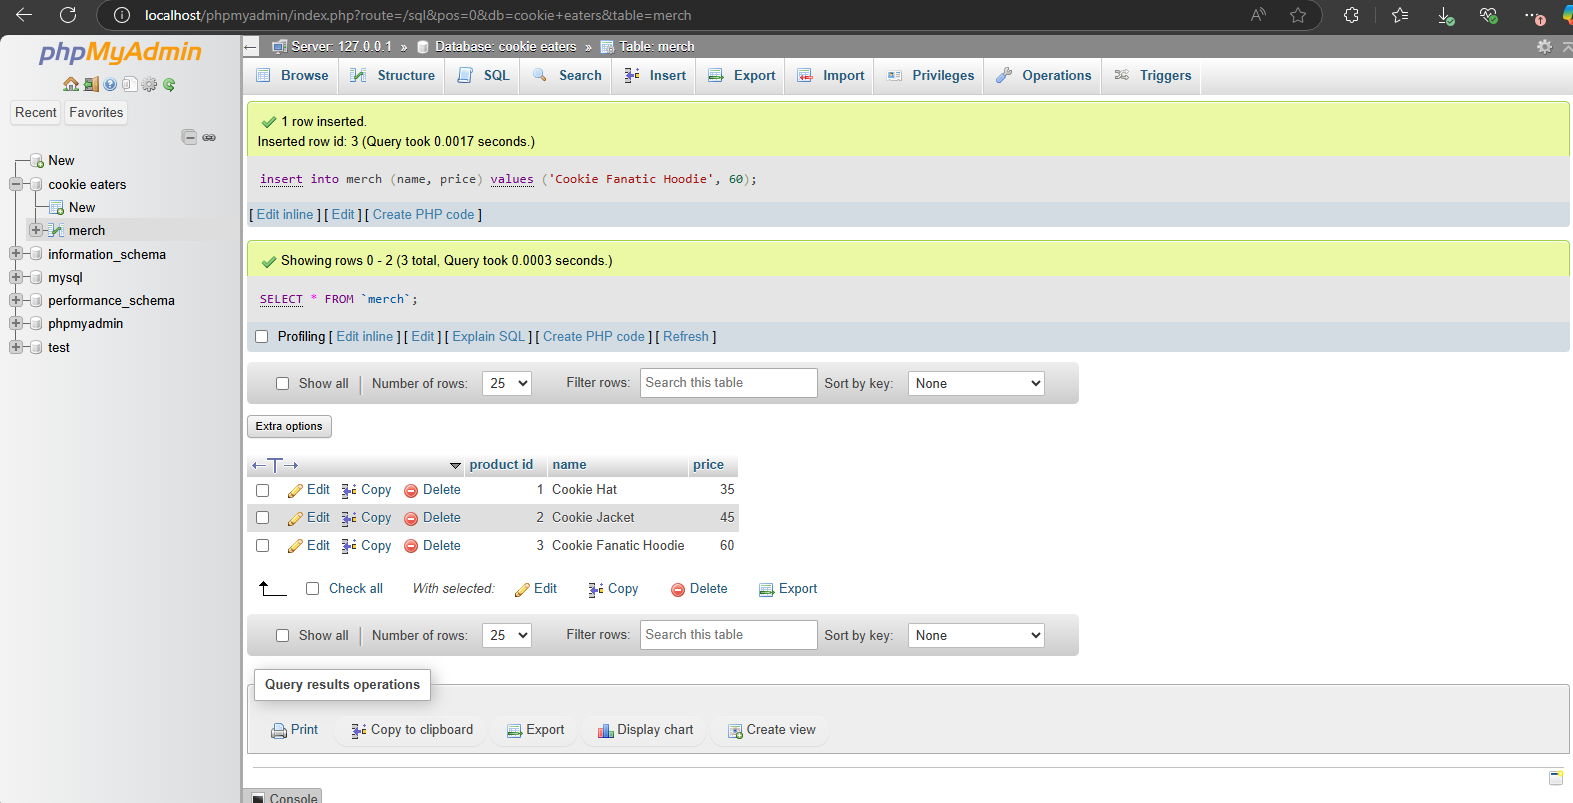 localhost/phpmyadmin/index.php?route=/sql&pos=0&db=cookie+eaters&table=merch
phpMyAdmin
Recent Favorites
New
cookie eaters
New
merch
information_schema
mysql
performance_schema
phpmyadmin
test
Server: 127.0.0.1 » Database: cookie eaters » Table: merch
Browse Structure SQL Search Insert Export Import Privileges Operations Triggers
1 row inserted.
Inserted row id: 3 (Query took 0.0017 seconds.)
insert into merch (name, price) values ('Cookie Fanatic Hoodie', 60);
[ Edit inline ] [ Edit ] [ Create PHP code ]
Showing rows 0 - 2 (3 total, Query took 0.0003 seconds.)
SELECT * FROM `merch`;
Profiling [ Edit inline ] [ Edit ] [ Explain SQL ] [ Create PHP code ] [ Refresh ]
Show all Number of rows: 25 Filter rows: Search this table Sort by key: None
Extra options
←T→ product id name price
Edit Copy Delete 1 Cookie Hat 35
Edit Copy Delete 2 Cookie Jacket 45
Edit Copy Delete 3 Cookie Fanatic Hoodie 60
Check all With selected: Edit Copy Delete Export
Show all Number of rows: 25 Filter rows: Search this table Sort by key: None
Query results operations
Print Copy to clipboard Export Display chart Create view
Console